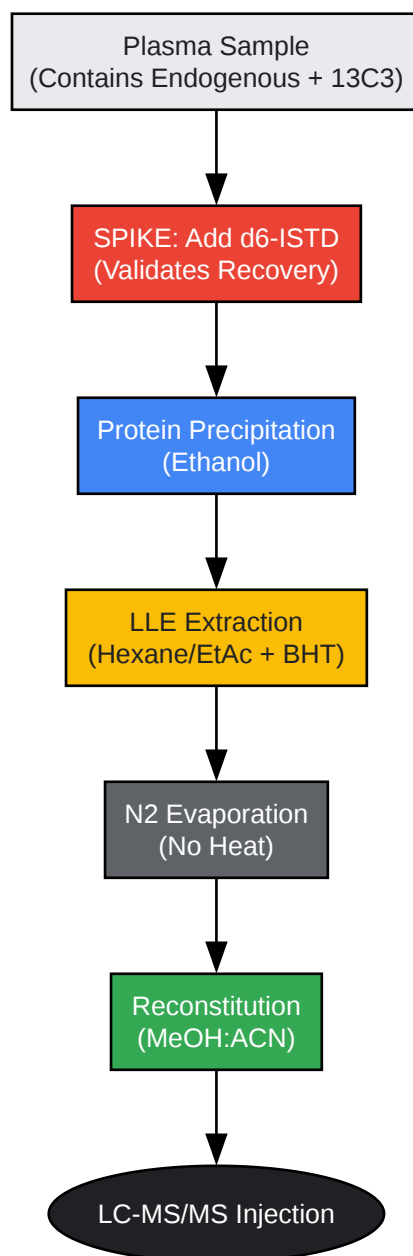 Plasma Sample
(Contains Endogenous + 13C3)
SPIKE: Add d6-ISTD
(Validates Recovery)
Protein Precipitation
(Ethanol)
LLE Extraction
(Hexane/EtAc + BHT)
N2 Evaporation
(No Heat)
Reconstitution
(MeOH:ACN)
LC-MS/MS Injection